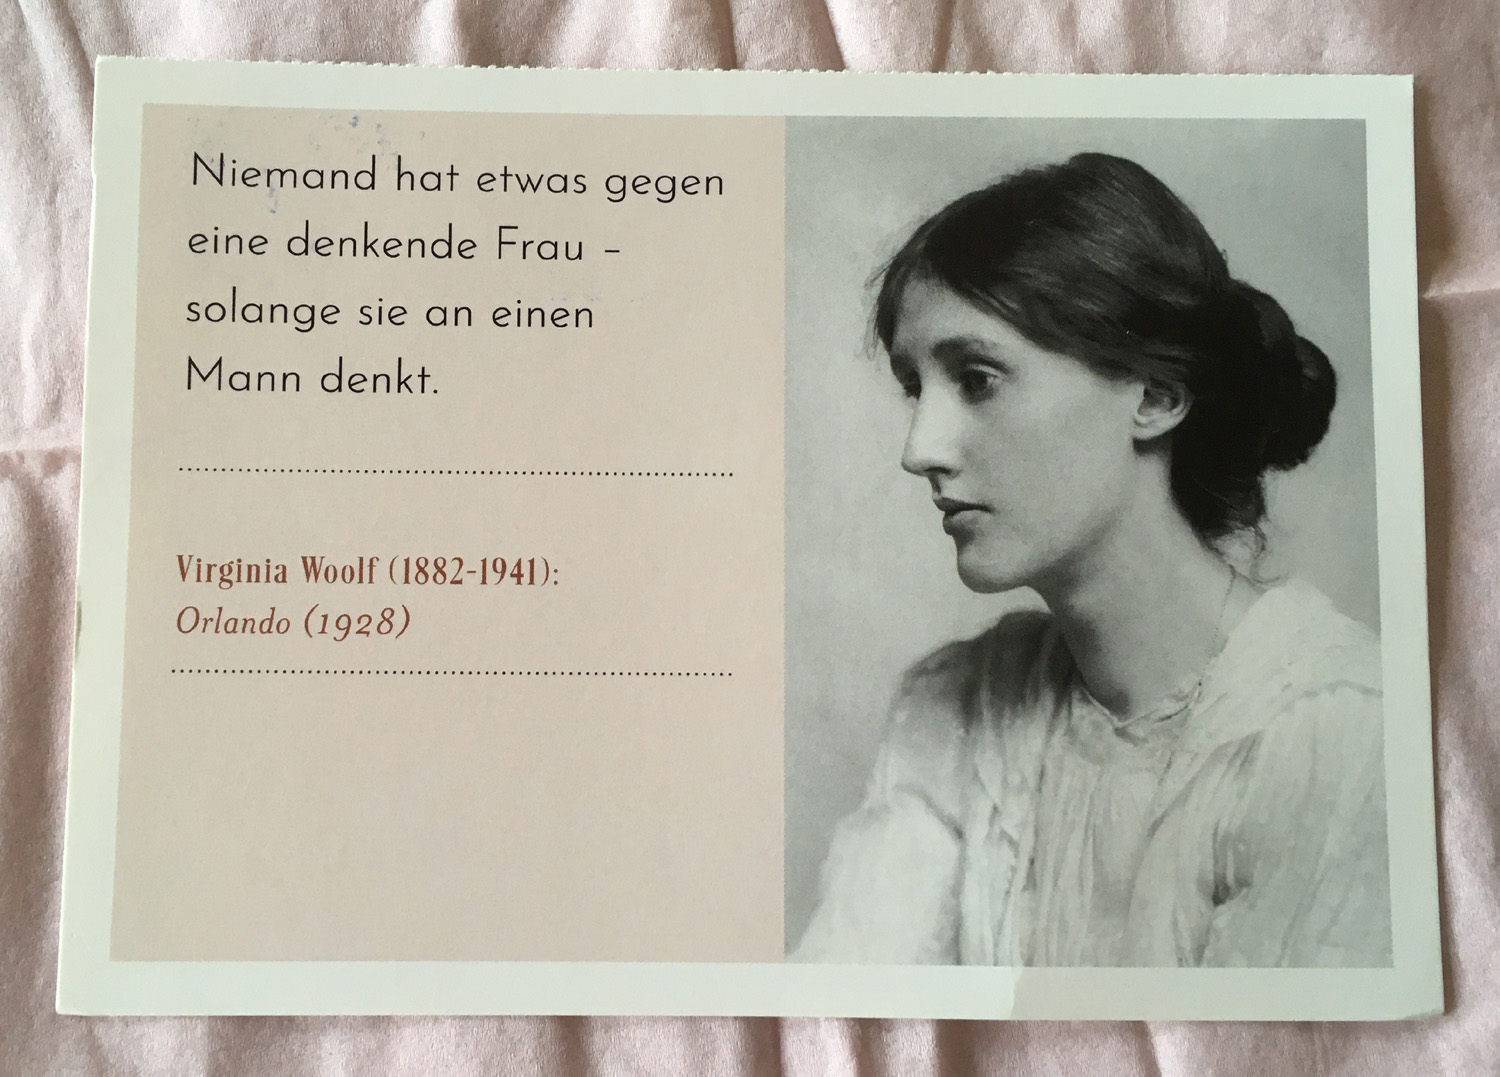 Niemand hat etwas gegen
eine denkende Frau –
solange sie an einen
Mann denkt.
Virginia Woolf (1882-1941):
Orlando (1928)